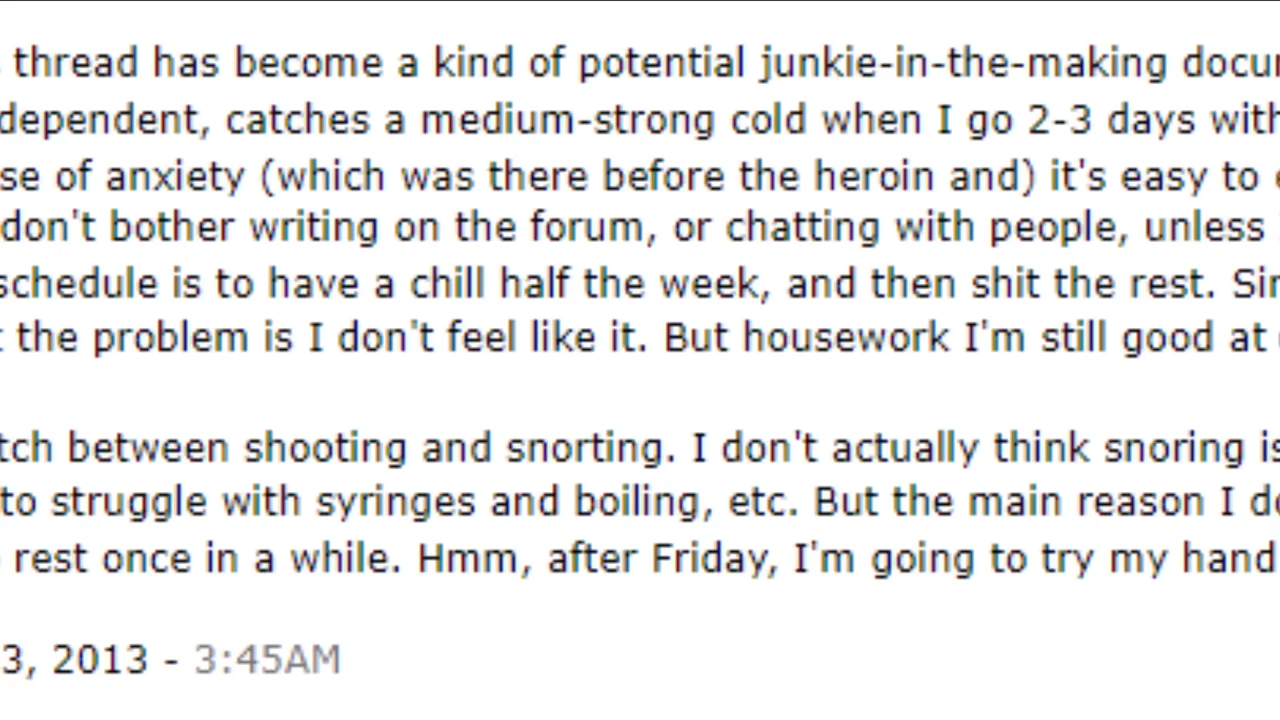 thread has become a kind of potential junkie-in-the-making
dependent, catches a medium-strong cold when I go 2-3 days
of anxiety (which was there before the heroin and) it's easy to
don't bother writing on the forum, or chatting with people, unless
schedule is to have a chill half the week, and then shit the rest.
the problem is I don't feel like it. But housework I'm still good at
between shooting and snorting. I don't actually think snoring is
to struggle with syringes and boiling, etc. But the main reason I
rest once in a while. Hmm, after Friday, I'm going to try my hand
3, 2013 - 3:45AM